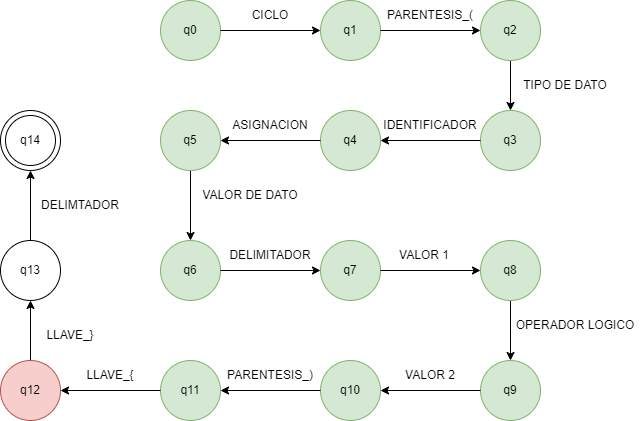 q0
CICLO
q1
PARENTESIS_(
q2
TIPO DE DATO
q3
IDENTIFICADOR
q4
ASIGNACION
q5
VALOR DE DATO
q6
DELIMITADOR
q7
VALOR 1
q8
OPERADOR LOGICO
q9
VALOR 2
q10
PARENTESIS_)
q11
LLAVE_{
q12
LLAVE_}
q13
DELIMTADOR
q14